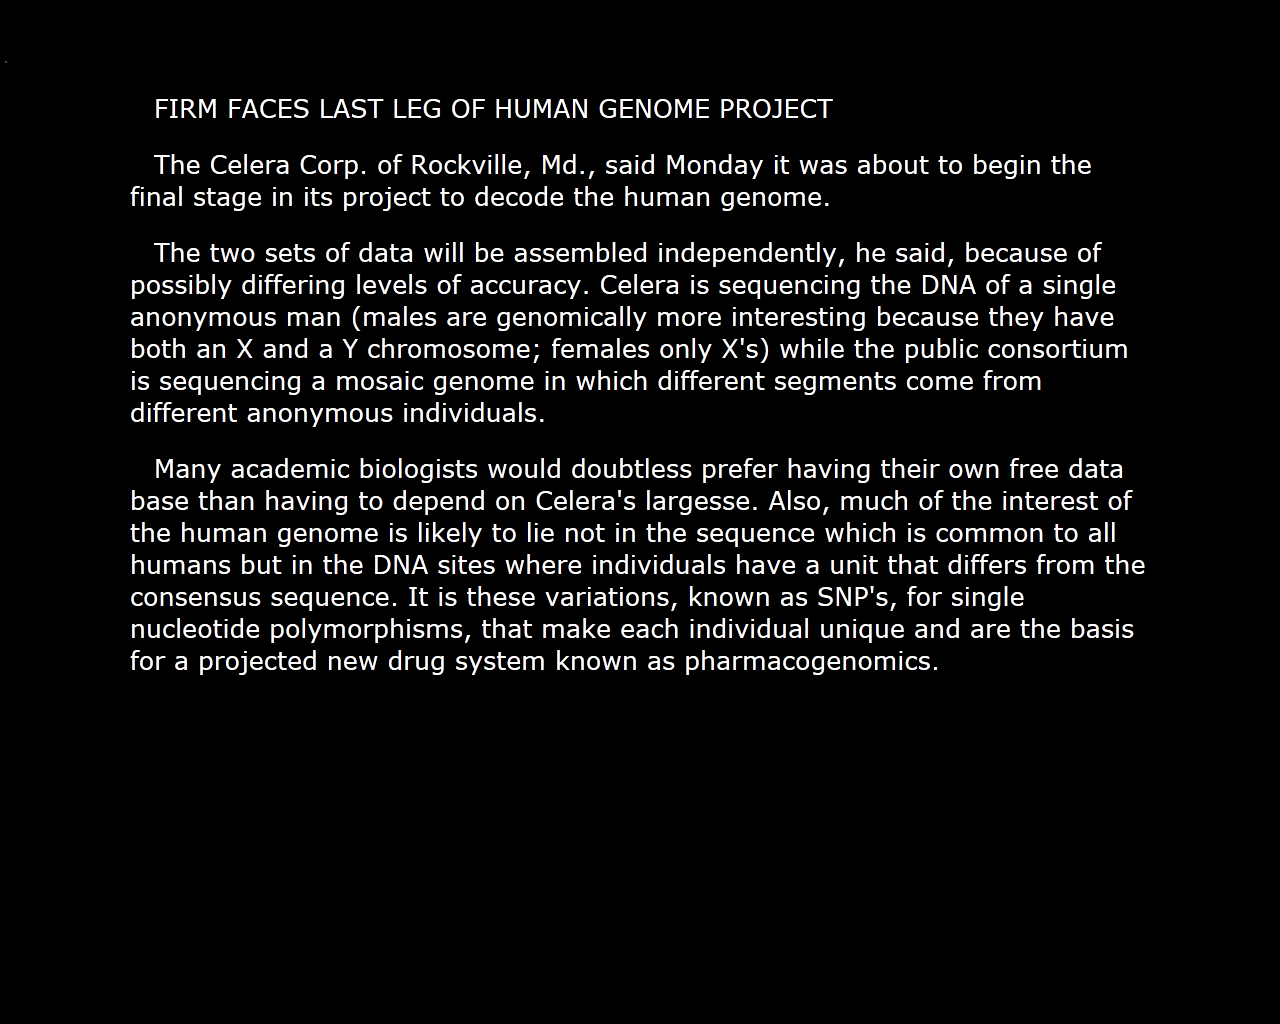 FIRM FACES LAST LEG OF HUMAN GENOME PROJECT
The Celera Corp. of Rockville, Md., said Monday it was about to begin the
final stage in its project to decode the human genome.
The two sets of data will be assembled independently, he said, because of
possibly differing levels of accuracy. Celera is sequencing the DNA of a single
anonymous man (males are genomically more interesting because they have
both an X and a Y chromosome; females only X's) while the public consortium
is sequencing a mosaic genome in which different segments come from
different anonymous individuals.
Many academic biologists would doubtless prefer having their own free data
base than having to depend on Celera's largesse. Also, much of the interest of
the human genome is likely to lie not in the sequence which is common to all
humans but in the DNA sites where individuals have a unit that differs from the
consensus sequence. It is these variations, known as SNP's, for single
nucleotide polymorphisms, that make each individual unique and are the basis
for a projected new drug system known as pharmacogenomics.